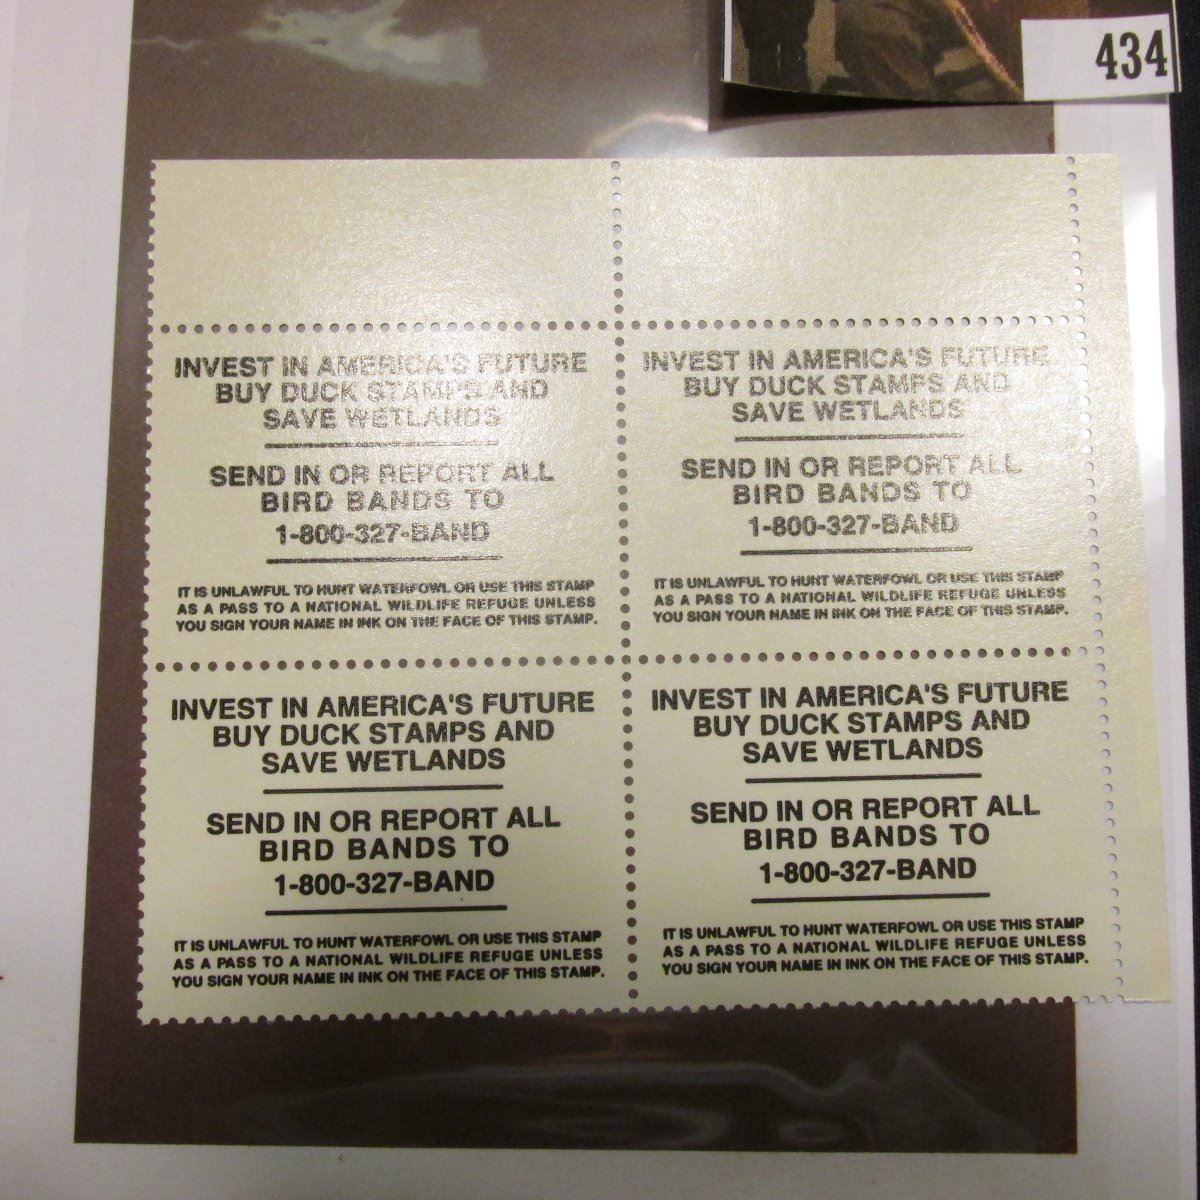 434
INVEST IN AMERICA'S FUTURE
BUY DUCK STAMPS AND
SAVE WETLANDS
SEND IN OR REPORT ALL
BIRD BANDS TO
1-800-327-BAND
IT IS UNLAWFUL TO HUNT WATERFOWL OR USE THIS STAMP
AS A PASS TO A NATIONAL WILDLIFE REFUGE UNLESS
YOU SIGN YOUR NAME IN INK ON THE FACE OF THIS STAMP.
INVEST IN AMERICA'S FUTURE
BUY DUCK STAMPS AND
SAVE WETLANDS
SEND IN OR REPORT ALL
BIRD BANDS TO
1-800-327-BAND
IT IS UNLAWFUL TO HUNT WATERFOWL OR USE THIS STAMP
AS A PASS TO A NATIONAL WILDLIFE REFUGE UNLESS
YOU SIGN YOUR NAME IN INK ON THE FACE OF THIS STAMP.
INVEST IN AMERICA'S FUTURE
BUY DUCK STAMPS AND
SAVE WETLANDS
SEND IN OR REPORT ALL
BIRD BANDS TO
1-800-327-BAND
IT IS UNLAWFUL TO HUNT WATERFOWL OR USE THIS STAMP
AS A PASS TO A NATIONAL WILDLIFE REFUGE UNLESS
YOU SIGN YOUR NAME IN INK ON THE FACE OF THIS STAMP.
INVEST IN AMERICA'S FUTURE
BUY DUCK STAMPS AND
SAVE WETLANDS
SEND IN OR REPORT ALL
BIRD BANDS TO
1-800-327-BAND
IT IS UNLAWFUL TO HUNT WATERFOWL OR USE THIS STAMP
AS A PASS TO A NATIONAL WILDLIFE REFUGE UNLESS
YOU SIGN YOUR NAME IN INK ON THE FACE OF THIS STAMP.